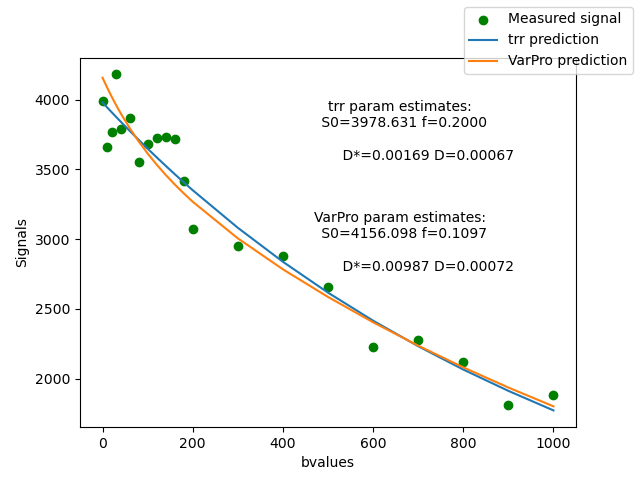 Measured signal
trr prediction
VarPro prediction
trr param estimates:
S0=3978.631 f=0.2000
D*=0.00169 D=0.00067
VarPro param estimates:
S0=4156.098 f=0.1097
D*=0.00987 D=0.00072
Signals
4000
3500
3000
2500
2000
0 200 400 600 800 1000
bvalues